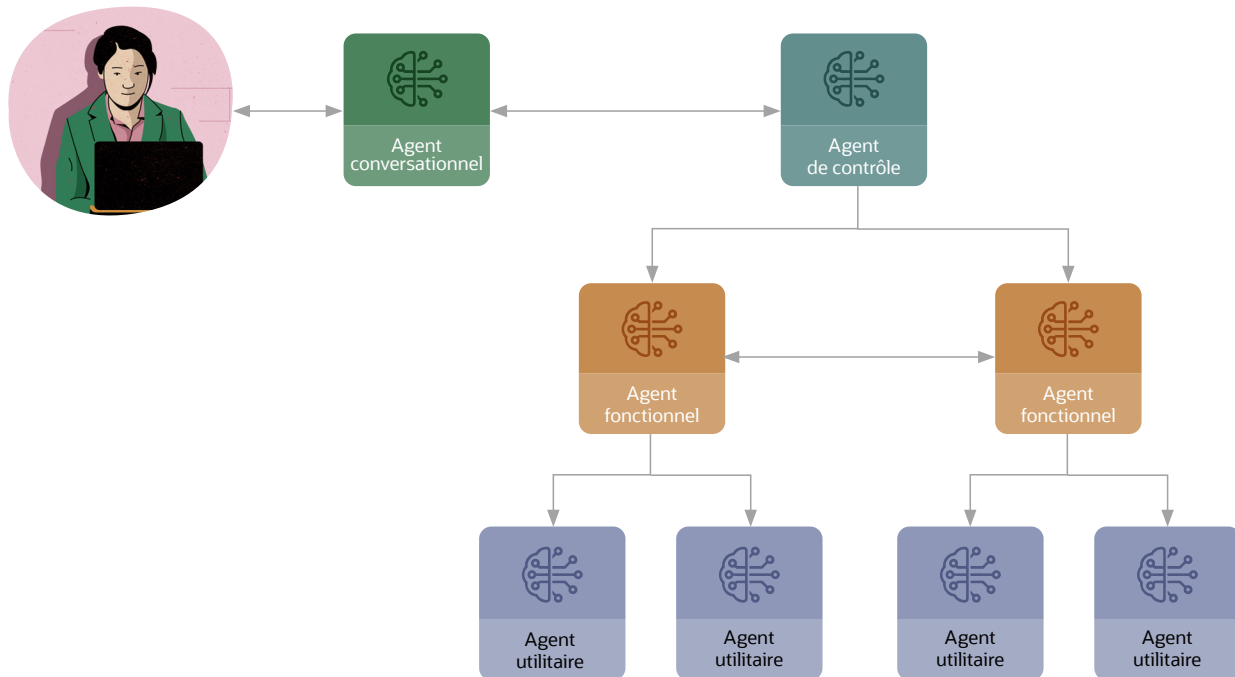 Agent
conversationnel
Agent
de contrôle
Agent
fonctionnel
Agent
fonctionnel
Agent
utilitaire
Agent
utilitaire
Agent
utilitaire
Agent
utilitaire